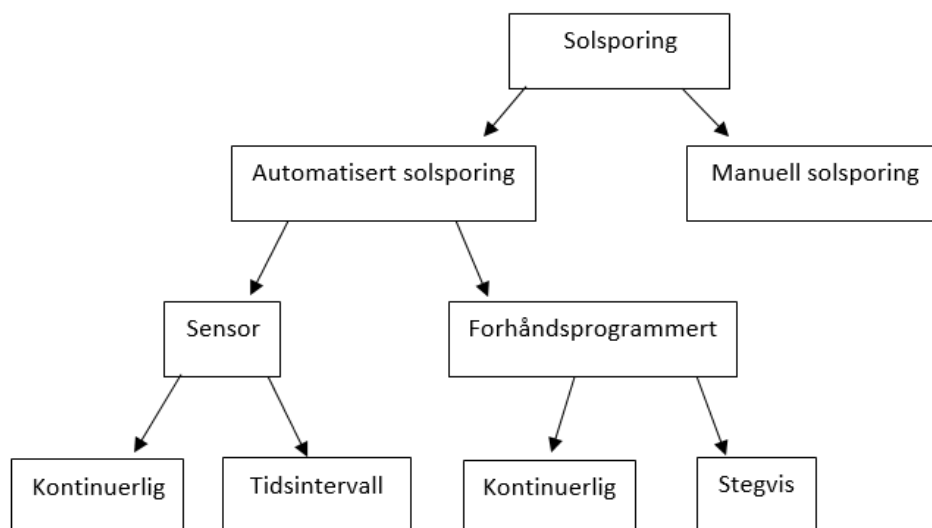 Solsporing
Automatisert solsporing
Manuell solsporing
Sensor
Forhåndsprogrammert
Kontinuerlig
Tidsintervall
Kontinuerlig
Stegvis